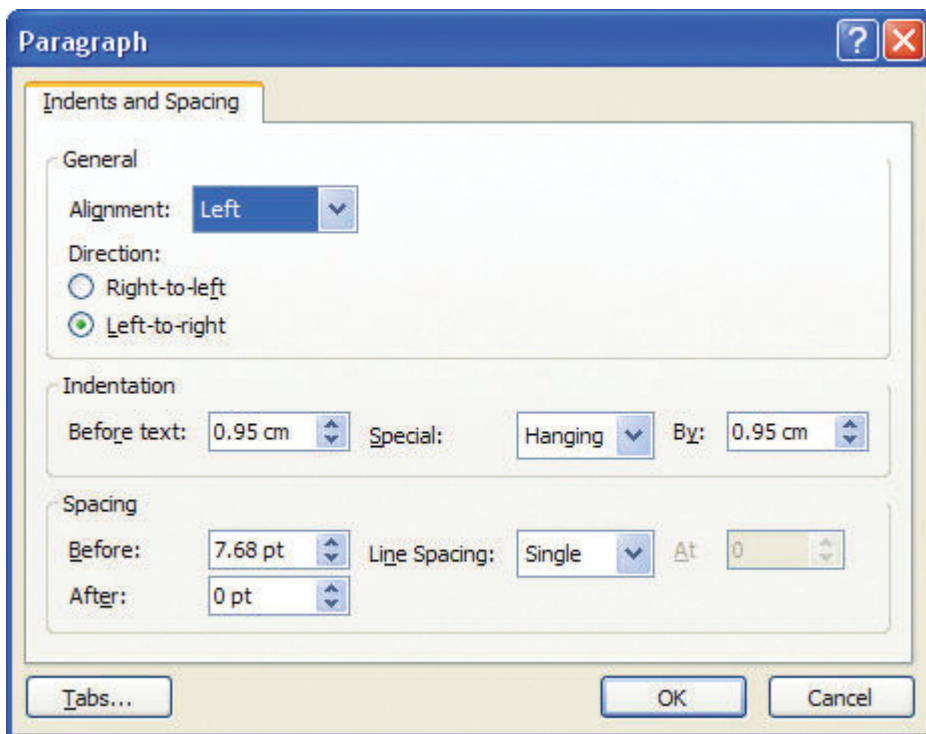 Paragraph
Indents and Spacing
General
Alignment: Left
Direction:
Right-to-left
Left-to-right
Indentation
Before text: 0.95 cm Special: Hanging By: 0.95 cm
Spacing
Before: 7.68 pt Line Spacing: Single At 0
After: 0 pt
Tabs... OK Cancel